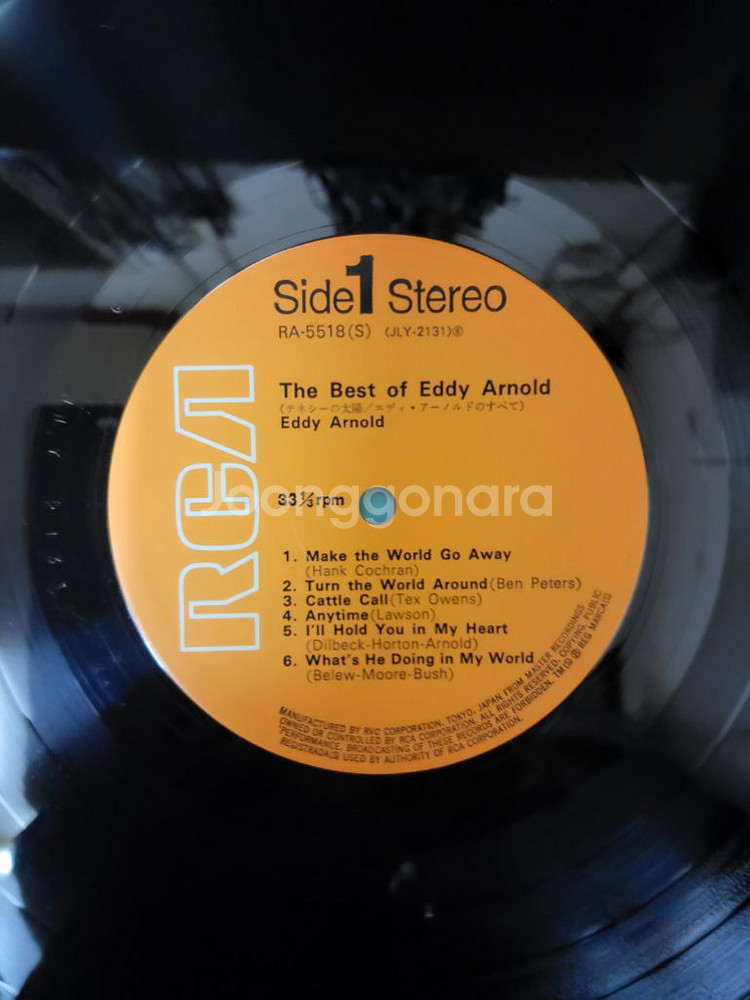 Side 1 Stereo
RA-5518(S) (JLY-2131)®
RCA
The Best of Eddy Arnold
(テネシーの太陽/エディ・アーノルドのすべて)
Eddy Arnold
33⅓rpm
Joonggonara
1. Make the World Go Away
(Hank Cochran)
2. Turn the World Around(Ben Peters)
3. Cattle Call(Tex Owens)
4. Anytime(Lawson)
5. I'll Hold You in My Heart
(Dilbeck-Horton-Arnold)
6. What's He Doing in My World
(Belew-Moore-Bush)
MANUFACTURED BY RVC CORPORATION, TOKYO, JAPAN FROM MASTER RECORDINGS
OWNED OR CONTROLLED BY RCA CORPORATION. ALL RIGHTS RESERVED, COPYING, PUBLIC
PERFORMANCE, BROADCASTING OF THESE RECORDS ARE FORBIDDEN. TM(S) ® REG MARCA(S)
REGISTRADA(S) USED BY AUTHORITY OF RCA CORPORATION.